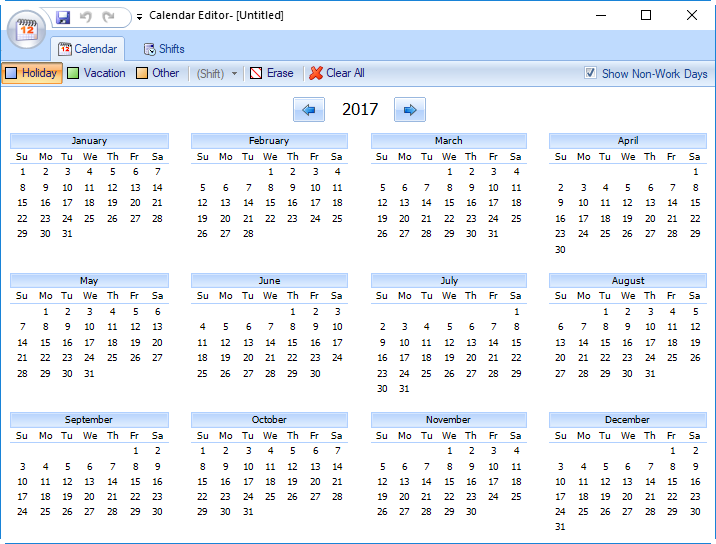 12 Calendar Editor- [Untitled]
12 Calendar Shifts
Holiday Vacation Other (Shift) Erase Clear All Show Non-Work Days
2017
January February March April
Su Mo Tu We Th Fr Sa Su Mo Tu We Th Fr Sa Su Mo Tu We Th Fr Sa Su Mo Tu We Th Fr Sa
1 2 3 4 5 6 7 1 2 3 4 1 2 3 4 1
8 9 10 11 12 13 14 5 6 7 8 9 10 11 5 6 7 8 9 10 11 2 3 4 5 6 7 8
15 16 17 18 19 20 21 12 13 14 15 16 17 18 12 13 14 15 16 17 18 9 10 11 12 13 14 15
22 23 24 25 26 27 28 19 20 21 22 23 24 25 19 20 21 22 23 24 25 16 17 18 19 20 21 22
29 30 31 26 27 28 26 27 28 29 30 31 23 24 25 26 27 28 29
30
May June July August
Su Mo Tu We Th Fr Sa Su Mo Tu We Th Fr Sa Su Mo Tu We Th Fr Sa Su Mo Tu We Th Fr Sa
1 2 3 4 5 6 1 2 3 1 1 2 3 4 5
7 8 9 10 11 12 13 4 5 6 7 8 9 10 2 3 4 5 6 7 8 6 7 8 9 10 11 12
14 15 16 17 18 19 20 11 12 13 14 15 16 17 9 10 11 12 13 14 15 13 14 15 16 17 18 19
21 22 23 24 25 26 27 18 19 20 21 22 23 24 16 17 18 19 20 21 22 20 21 22 23 24 25 26
28 29 30 31 25 26 27 28 29 30 23 24 25 26 27 28 29 27 28 29 30 31
30 31
September October November December
Su Mo Tu We Th Fr Sa Su Mo Tu We Th Fr Sa Su Mo Tu We Th Fr Sa Su Mo Tu We Th Fr Sa
1 2 1 2 3 4 5 6 7 1 2 3 4 1 2
3 4 5 6 7 8 9 8 9 10 11 12 13 14 5 6 7 8 9 10 11 3 4 5 6 7 8 9
10 11 12 13 14 15 16 15 16 17 18 19 20 21 12 13 14 15 16 17 18 10 11 12 13 14 15 16
17 18 19 20 21 22 23 22 23 24 25 26 27 28 19 20 21 22 23 24 25 17 18 19 20 21 22 23
24 25 26 27 28 29 30 29 30 31 26 27 28 29 30 24 25 26 27 28 29 30
31